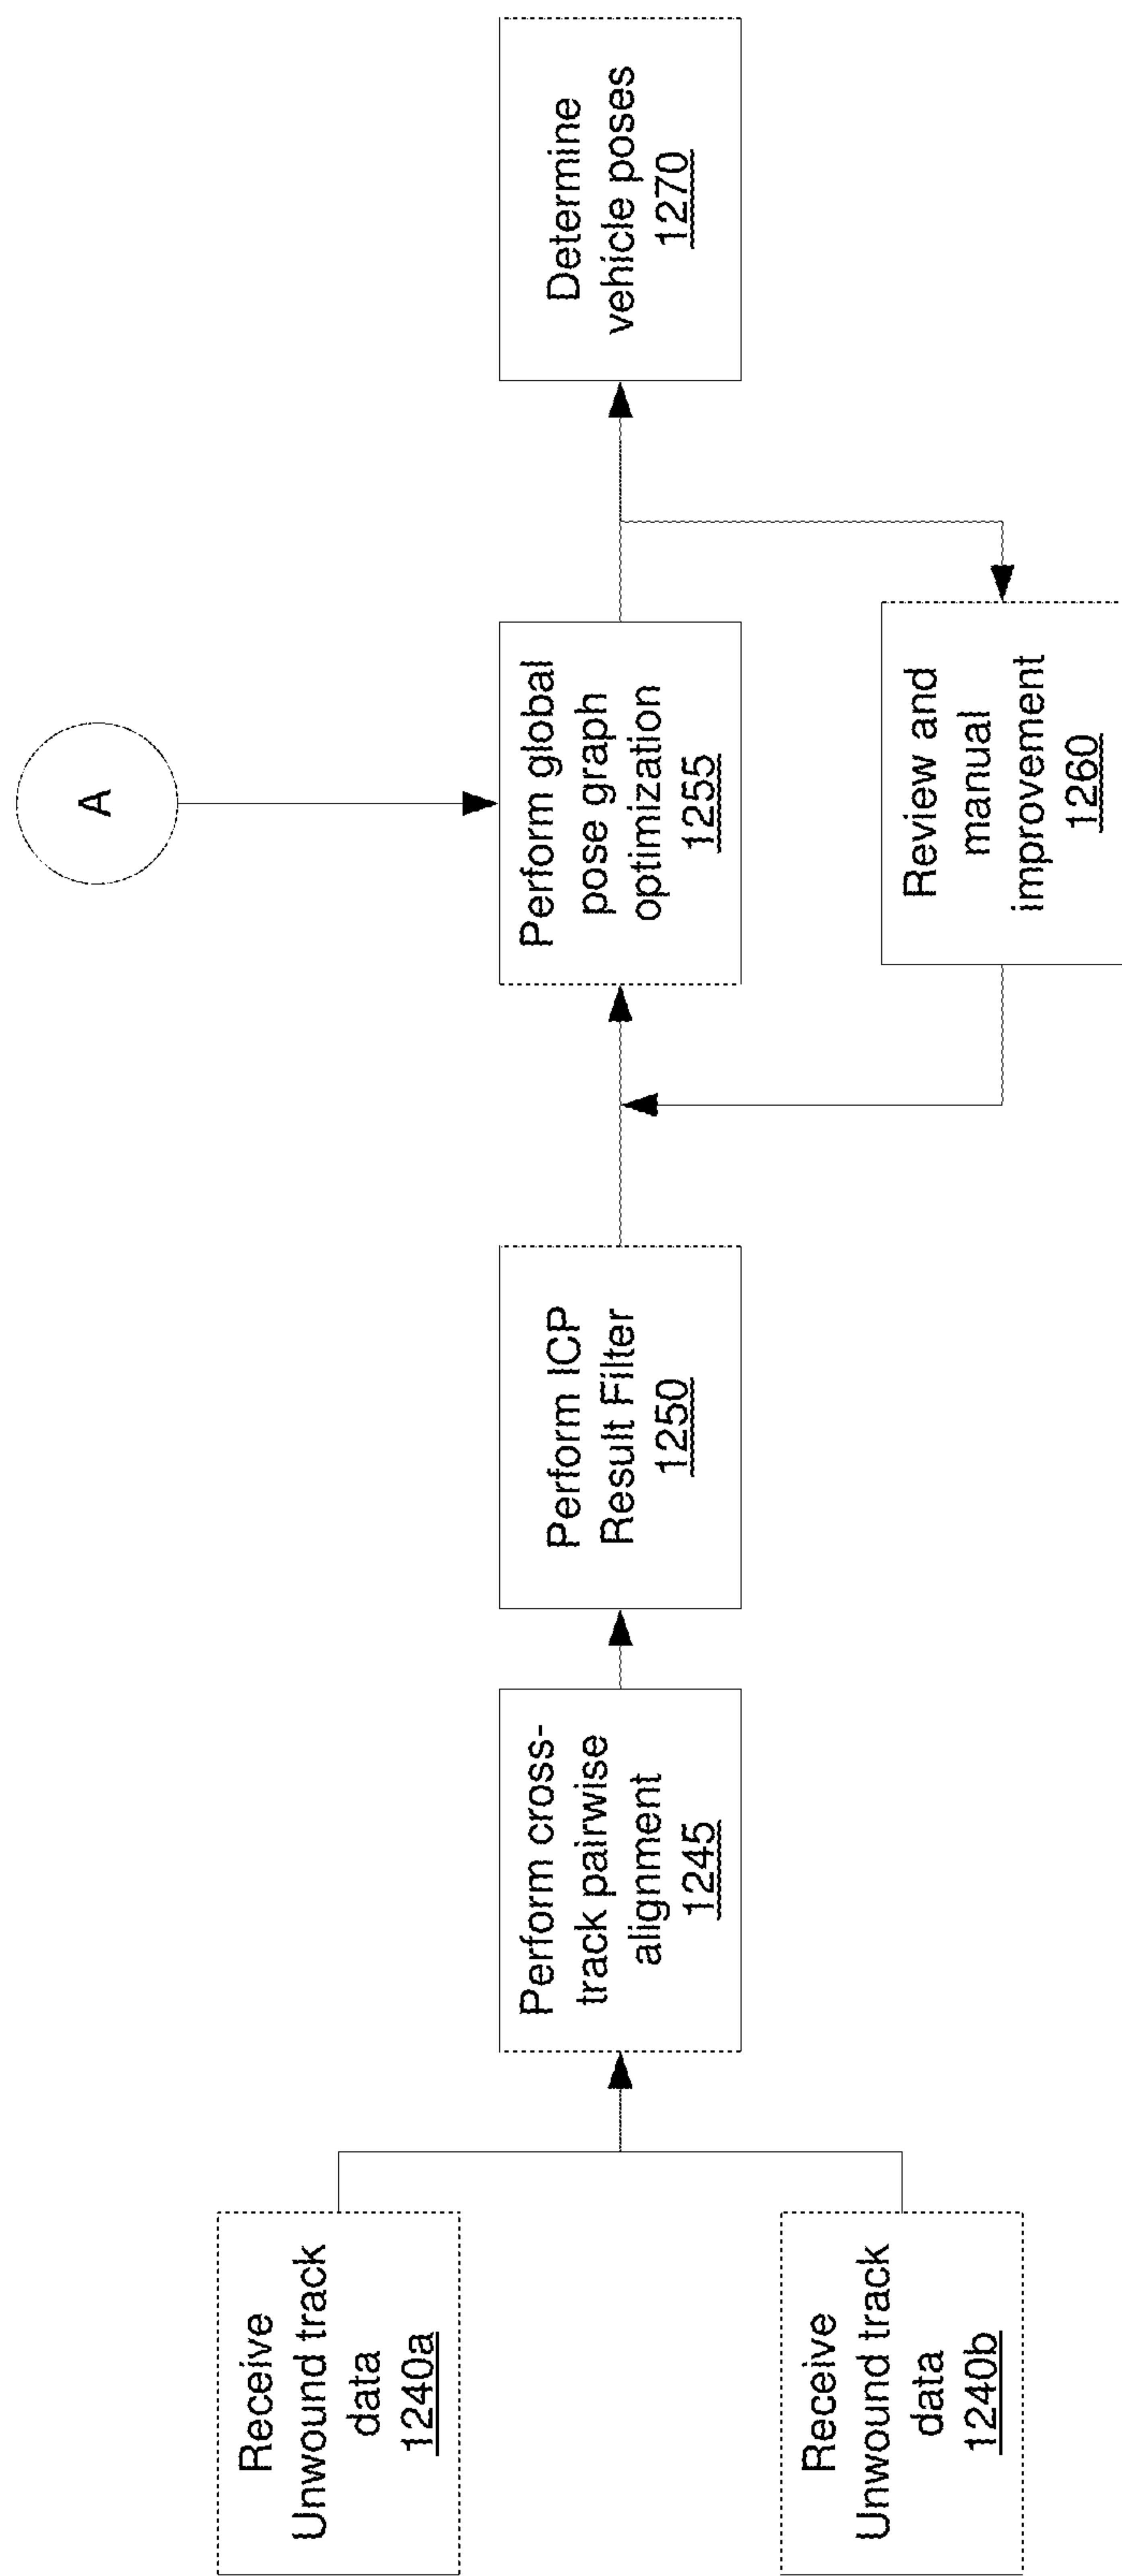 Receive
Unwound track
data
1240a
Receive
Unwound track
data
1240b
Perform cross-
track pairwise
alignment
1245
Perform ICP
Result Filter
1250
A
Perform global
pose graph
optimization
1255
Review and
manual
improvement
1260
Determine
vehicle poses
1270